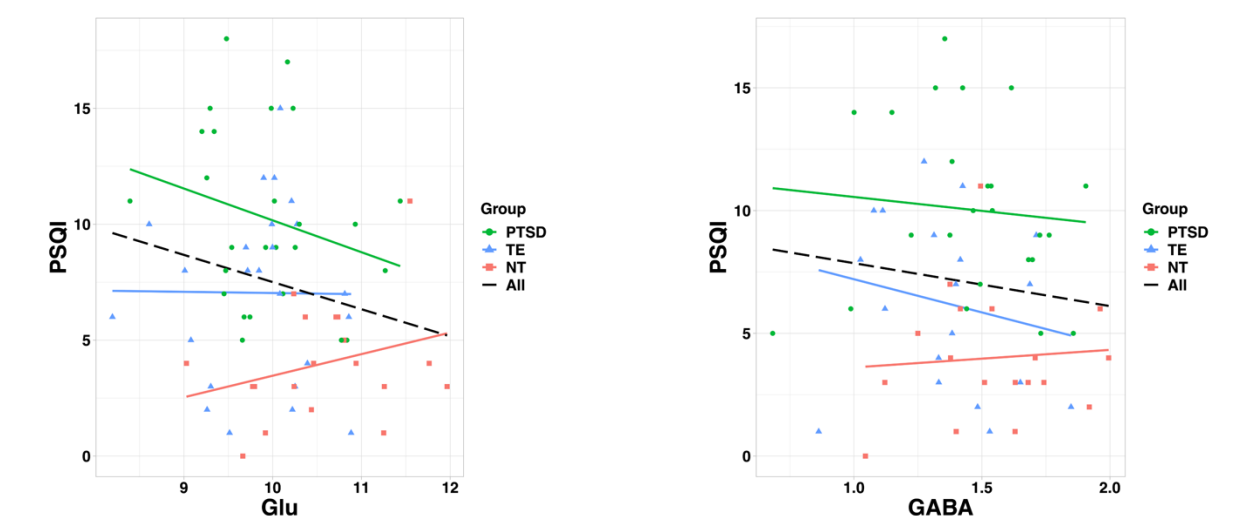 PSQI
15
10
5
0
9 10 11 12
Glu
Group
PTSD
TE
NT
All
PSQI
15
10
5
0
1.0 1.5 2.0
GABA
Group
PTSD
TE
NT
All